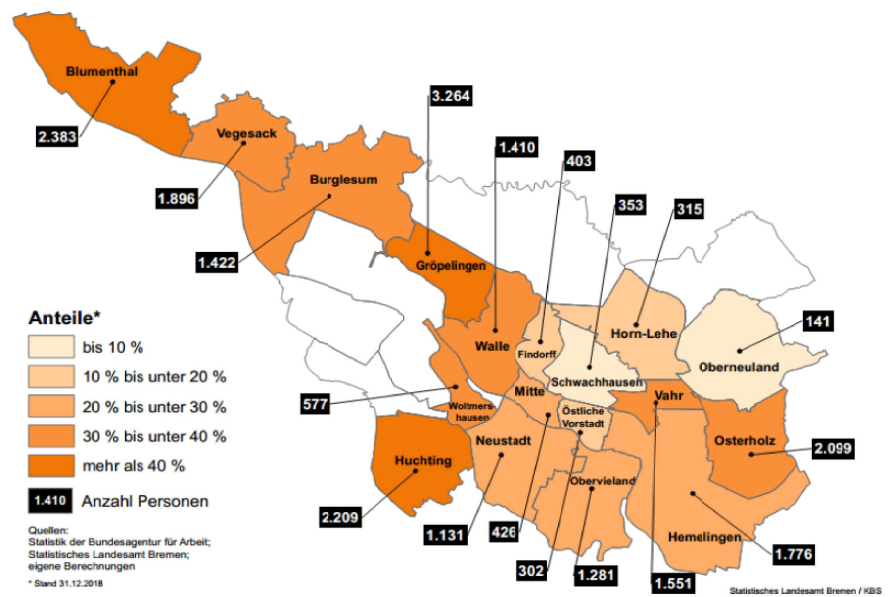 Blumenthal
3.264
2.383
Vegesack
1.410
403
1.896
Burglesum
353
315
1.422
Gröpelingen
Anteile*
bis 10 %
10 % bis unter 20 %
20 % bis unter 30 %
30 % bis unter 40 %
mehr als 40 %
1.410 Anzahl Personen
Quellen:
Statistik der Bundesagentur für Arbeit;
Statistisches Landesamt Bremen;
eigene Berechnungen
* Stand 31.12.2018
Horn-Lehe
141
Walle
Findorff
Oberneuland
Schwachhausen
577
Mitte
Vahr
Woltmers-
hausen
Östliche
Vorstadt
Neustadt
Osterholz
2.099
Huchting
Obervieland
2.209
1.131
426
Hemelingen
302
1.281
1.551
1.776
Statistisches Landesamt Bremen / KBS